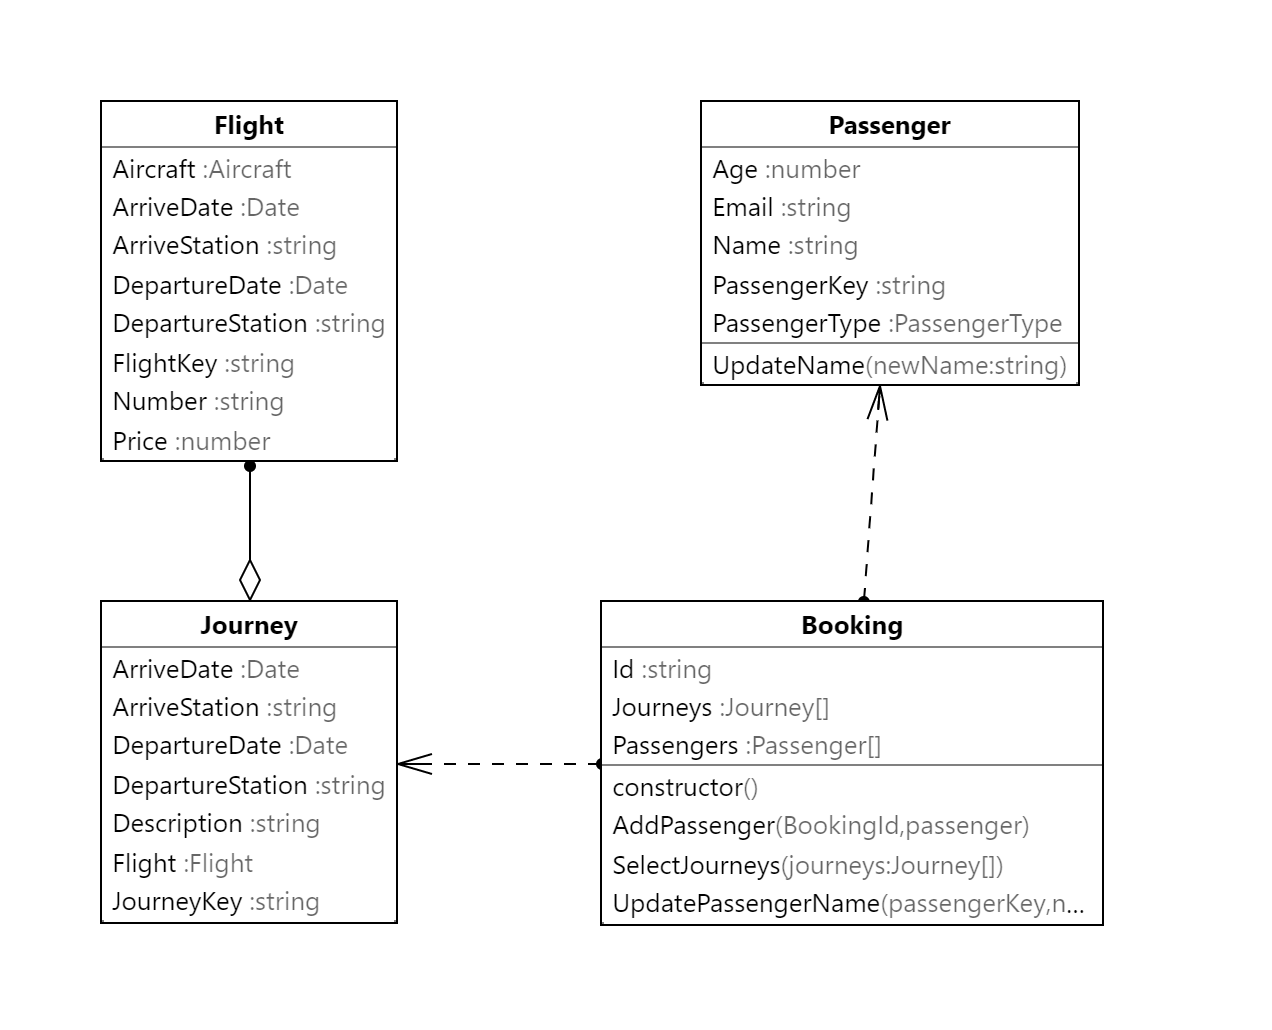 Flight
Aircraft :Aircraft
ArriveDate :Date
ArriveStation :string
DepartureDate :Date
DepartureStation :string
FlightKey :string
Number :string
Price :number
Passenger
Age :number
Email :string
Name :string
PassengerKey :string
PassengerType :PassengerType
UpdateName(newName:string)
Journey
ArriveDate :Date
ArriveStation :string
DepartureDate :Date
DepartureStation :string
Description :string
Flight :Flight
JourneyKey :string
Booking
Id :string
Journeys :Journey[]
Passengers :Passenger[]
constructor()
AddPassenger(BookingId,passenger)
SelectJourneys(journeys:Journey[])
UpdatePassengerName(passengerKey,n...